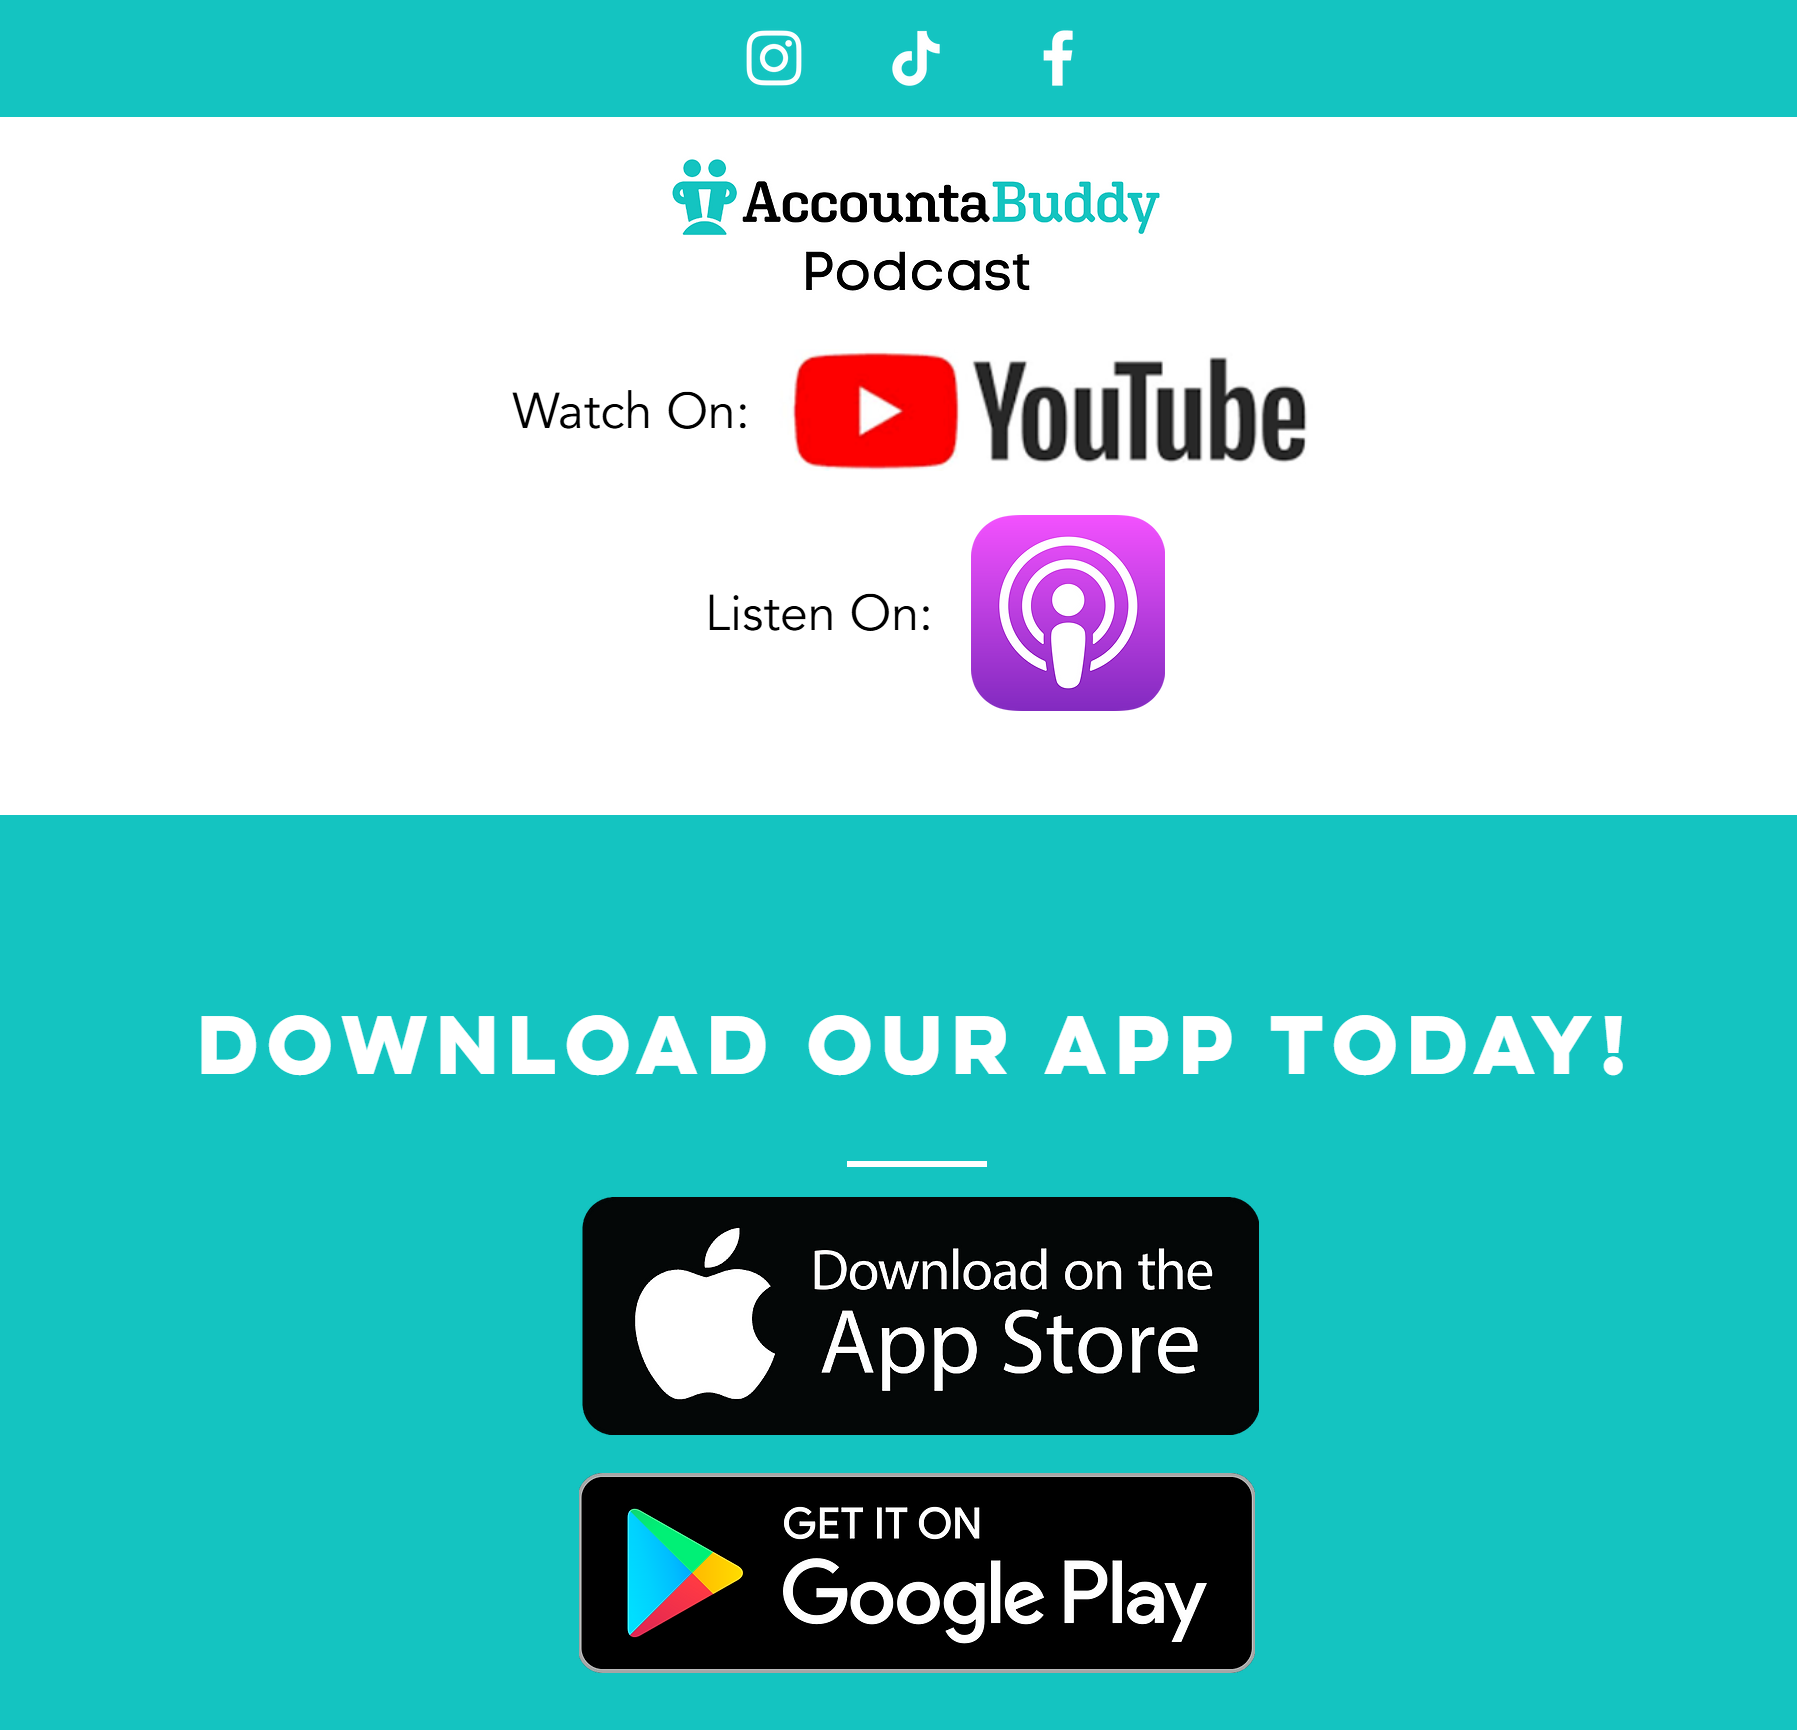 AccountaBuddy
Podcast
Watch On:
YouTube
Listen On:
DOWNLOAD OUR APP TODAY!
Download on the
App Store
GET IT ON
Google Play